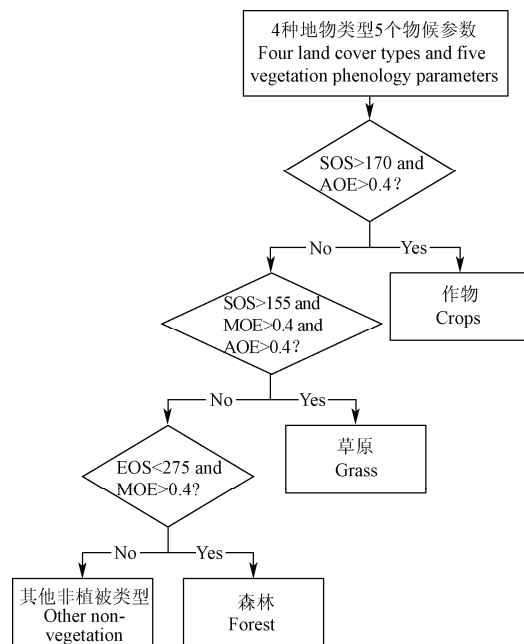 4种地物类型5个物候参数
Four land cover types and five
vegetation phenology parameters
SOS>170 and
AOE>0.4?
No
Yes
作物
Crops
SOS>155 and
MOE>0.4 and
AOE>0.4?
No
Yes
草原
Grass
EOS<275 and
MOE>0.4?
No
Yes
其他非植被类型
Other non-
vegetation
森林
Forest